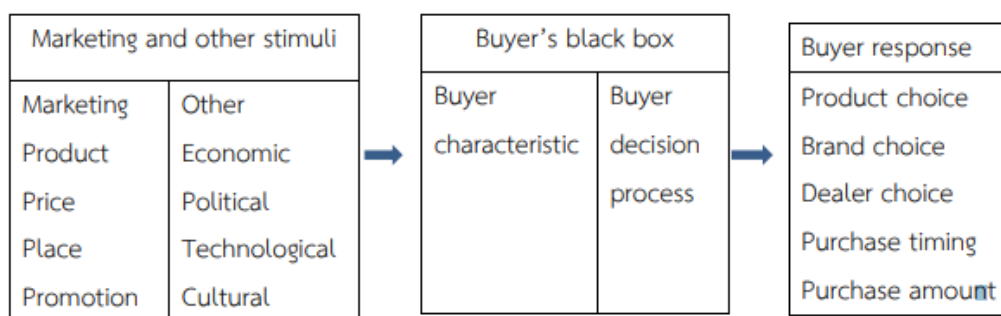 Marketing and other stimuli
Marketing
Product
Price
Place
Promotion
Other
Economic
Political
Technological
Cultural
Buyer's black box
Buyer
characteristic
Buyer
decision
process
Buyer response
Product choice
Brand choice
Dealer choice
Purchase timing
Purchase amount